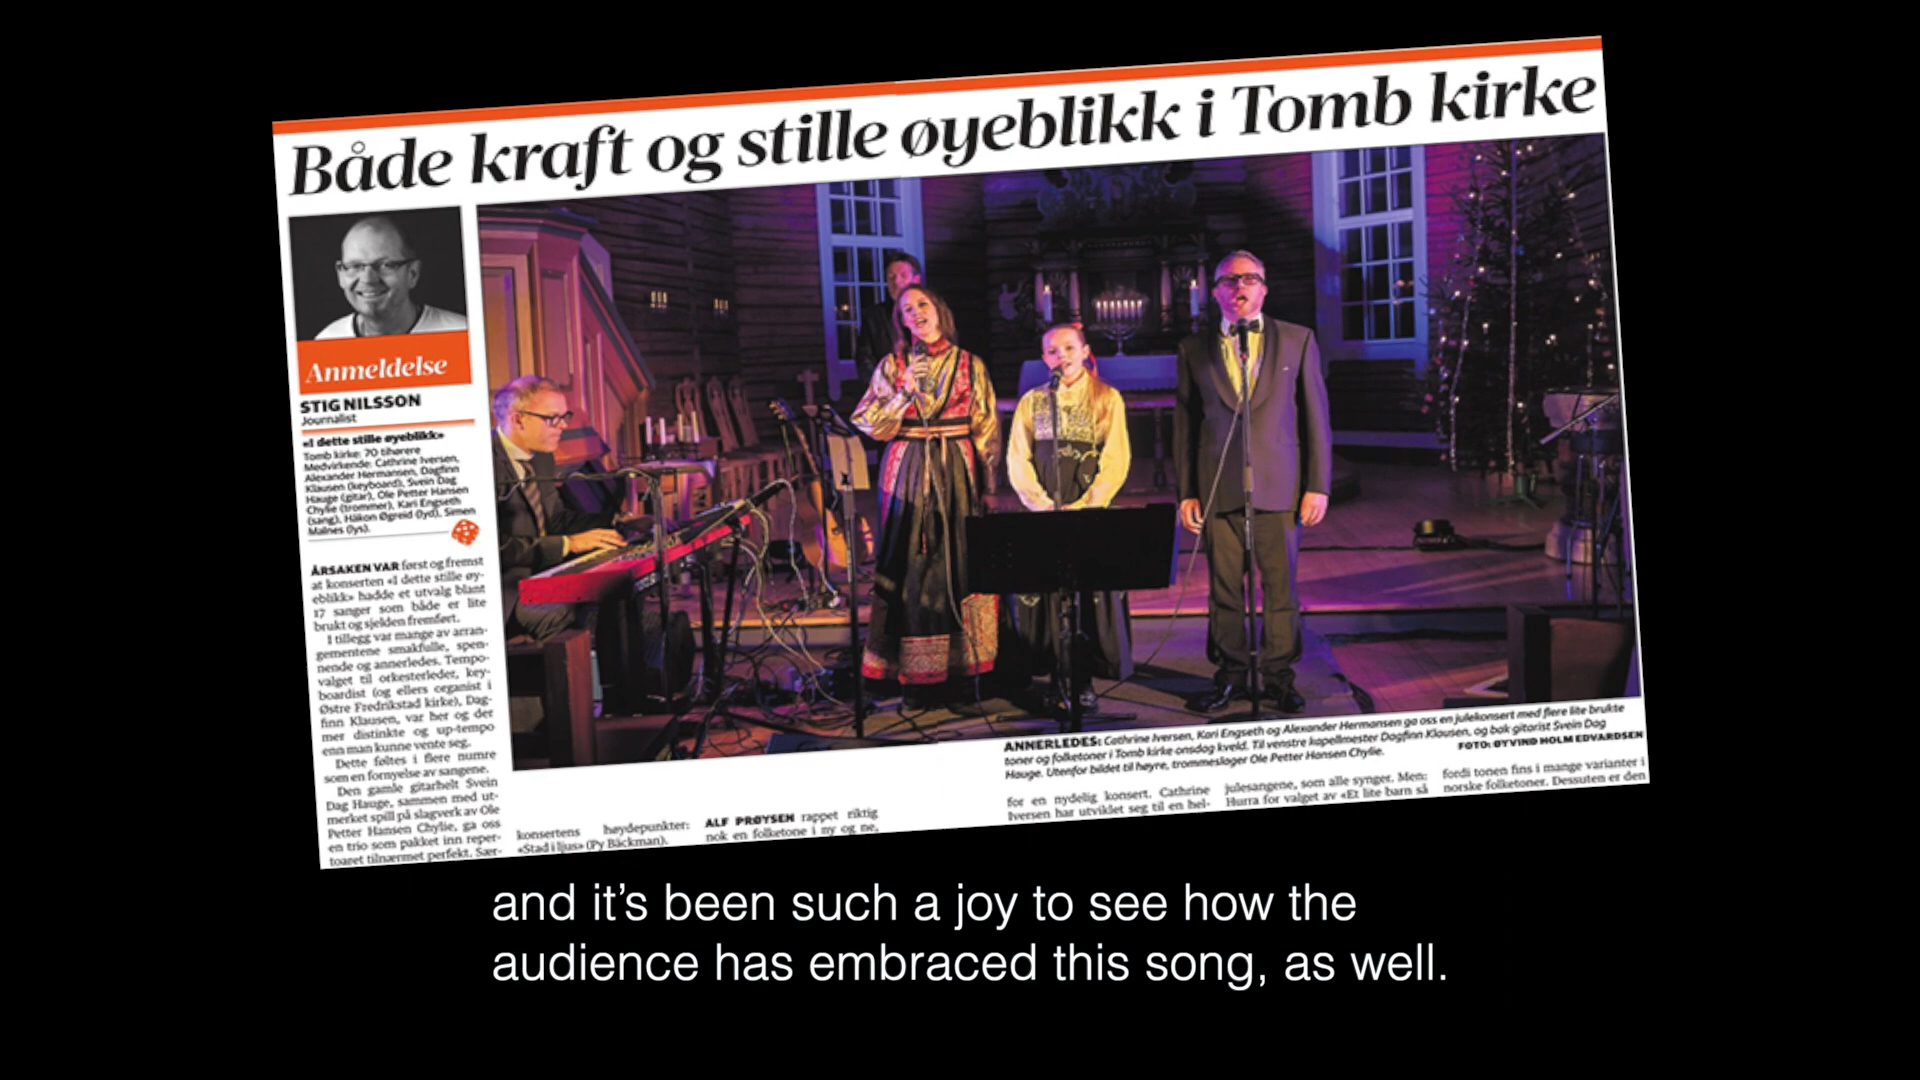 Både kraft og stille øyeblikk i Tomb kirke
Anmeldelse
STIG NILSSON
Journalist
«I dette stille øyeblikk»
Tomb kirke: 70 tilhørere
Medvirkende: Cathrine Iversen,
Alexander Hermansen, Dagfinn
Klausen (keyboard), Svein Dag
Hauge (gitar), Ole Petter Hansen
Chylie (trommer), Kari Engseth
(sang), Håkon Øgreid (lyd), Simen
Malnes (lys).
ÅRSAKEN VAR først og fremst
at konserten «I dette stille øy-
eblikk» hadde et utvalg blant
17 sanger som både er lite
brukt og sjelden fremført.
I tillegg var mange av arran-
gementene smakfulle, spen-
nende og annerledes. Tempo-
valget til orkesterleder, key-
boardist (og ellers organist i
Østre Fredrikstad kirke), Dag-
finn Klausen, var her og der
mer distinkte og up-tempo
enn man kunne vente seg.
Dette føltes i flere numre
som en fornyelse av sangene.
Den gamle gitarhelt Svein
Dag Hauge, sammen med ut-
merket spill på slagverk av Ole
Petter Hansen Chylie, ga oss
en trio som pakket inn reper-
toaret tilnærmet perfekt. Sær-
konsertens høydepunkter:
«Stad i ljus» (Py Bäckman).
ALF PRØYSEN rappet riktig
nok en folketone i ny og ne,
ANNERLEDES: Cathrine Iversen, Kari Engseth og Alexander Hermansen ga oss en julekonsert med flere lite brukte
toner og folketoner i Tomb kirke onsdag kveld. Til venstre kapellmester Dagfinn Klausen, og bak gitarist Svein Dag
Hauge. Utenfor bildet til høyre, trommeslager Ole Petter Hansen Chylie.
FOTO: ØYVIND HOLM EDVARDSEN
for en nydelig konsert. Cathrine
Iversen har utviklet seg til en hel-
julesangene, som alle synger. Men:
Hurra for valget av «Et lite barn så
fordi tonen fins i mange varianter i
norske folketoner. Dessuten er den
and it’s been such a joy to see how the
audience has embraced this song, as well.